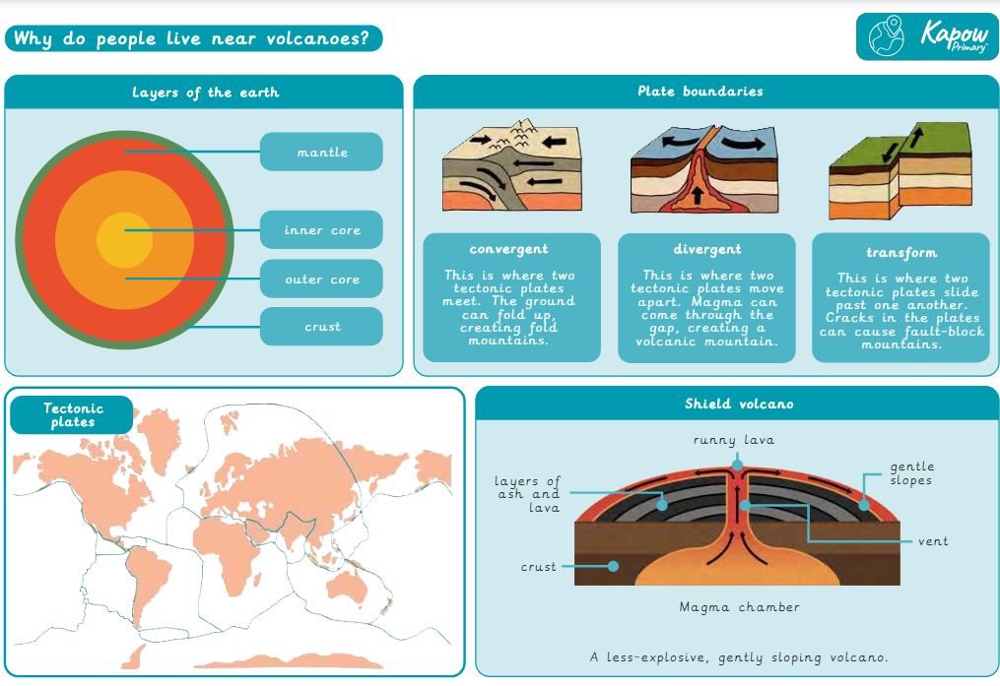 Why do people live near volcanoes?
Kapow
Primary™
Layers of the earth
mantle
inner core
outer core
crust
Plate boundaries
convergent
This is where two
tectonic plates
meet. The ground
can fold up,
creating fold
mountains.
divergent
This is where two
tectonic plates move
apart. Magma can
come through the
gap, creating a
volcanic mountain.
transform
This is where two
tectonic plates slide
past one another.
Cracks in the plates
can cause fault-block
mountains.
Tectonic
plates
Shield volcano
runny lava
layers of
ash and
lava
gentle
slopes
vent
crust
Magma chamber
A less-explosive, gently sloping volcano.